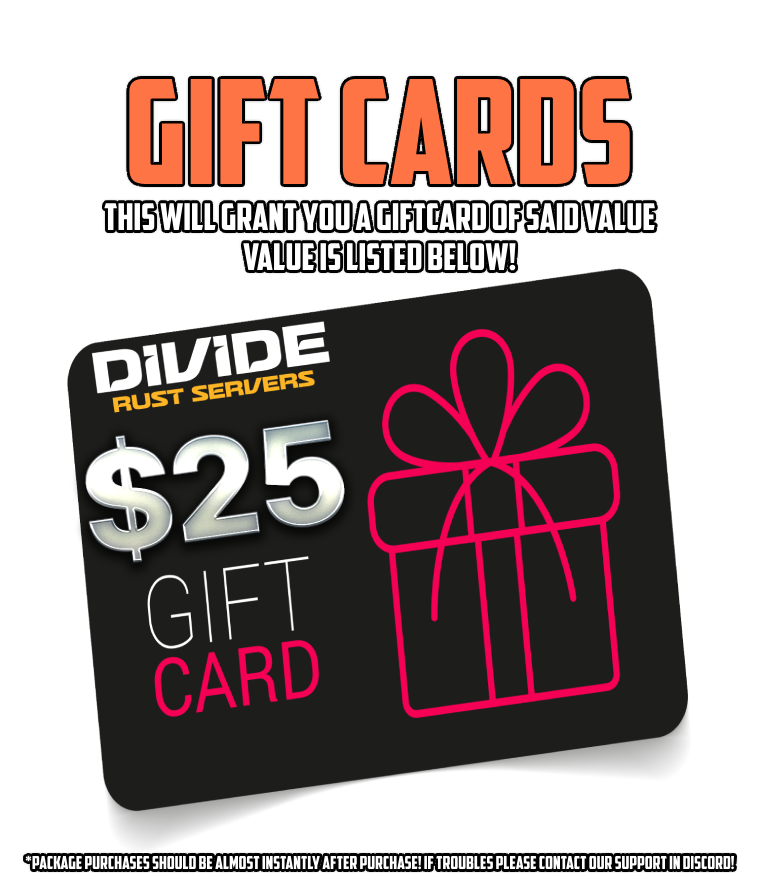 GIFT CARDS
THIS WILL GRANT YOU A GIFTCARD OF SAID VALUE
VALUE IS LISTED BELOW!
DIVIDE
RUST SERVERS
$25
GIFT
CARD
*PACKAGE PURCHASES SHOULD BE ALMOST INSTANTLY AFTER PURCHASE! IF TROUBLES PLEASE CONTACT OUR SUPPORT IN DISCORD!